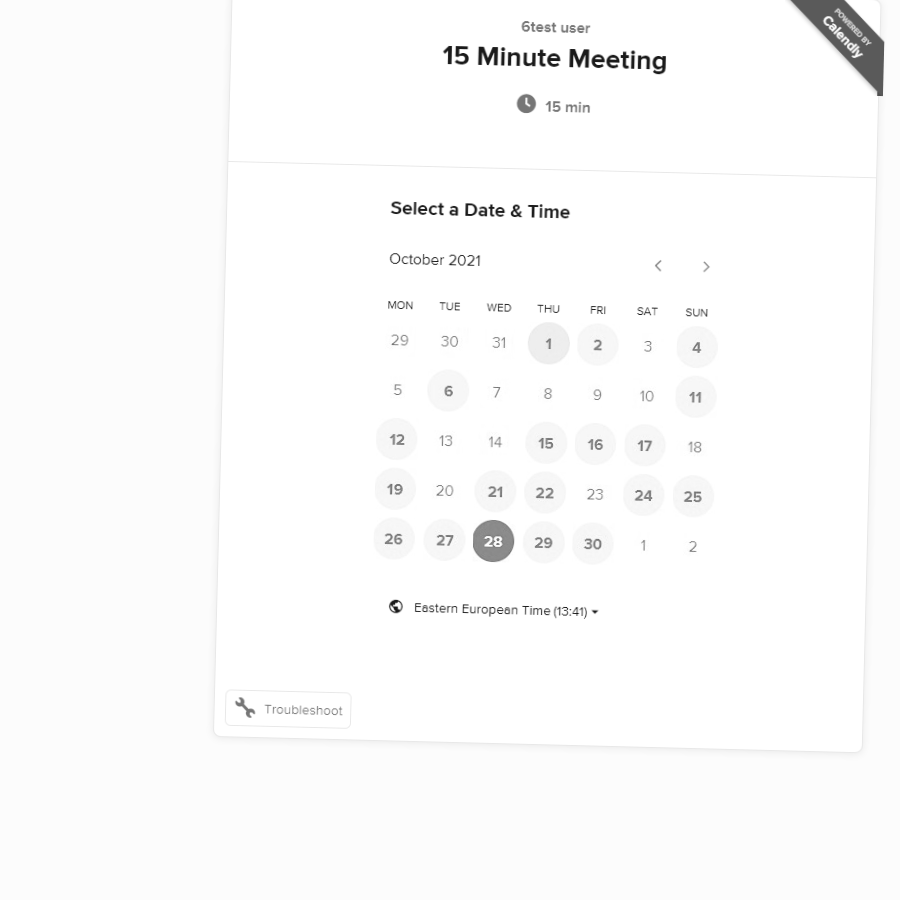 POWERED BY
Calendly
6test user
15 Minute Meeting
15 min
Select a Date & Time
October 2021
MON TUE WED THU FRI SAT SUN
29 30 31 1 2 3 4
5 6 7 8 9 10 11
12 13 14 15 16 17 18
19 20 21 22 23 24 25
26 27 28 29 30 1 2
Eastern European Time (13:41)
Troubleshoot